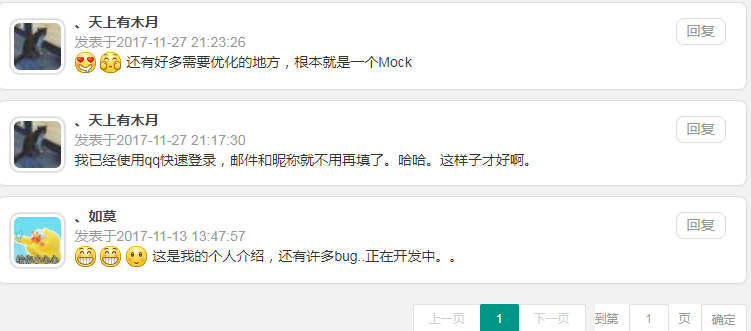 、天上有木月
回复
发表于2017-11-27 21:23:26
还有好多需要优化的地方，根本就是一个Mock
、天上有木月
回复
发表于2017-11-27 21:17:30
我已经使用qq快速登录，邮件和昵称就不用再填了。哈哈。这样子才好啊。
、如莫
回复
发表于2017-11-13 13:47:57
这是我的个人介绍，还有许多bug..正在开发中。。
上一页 1 下一页 到第 1 页 确定